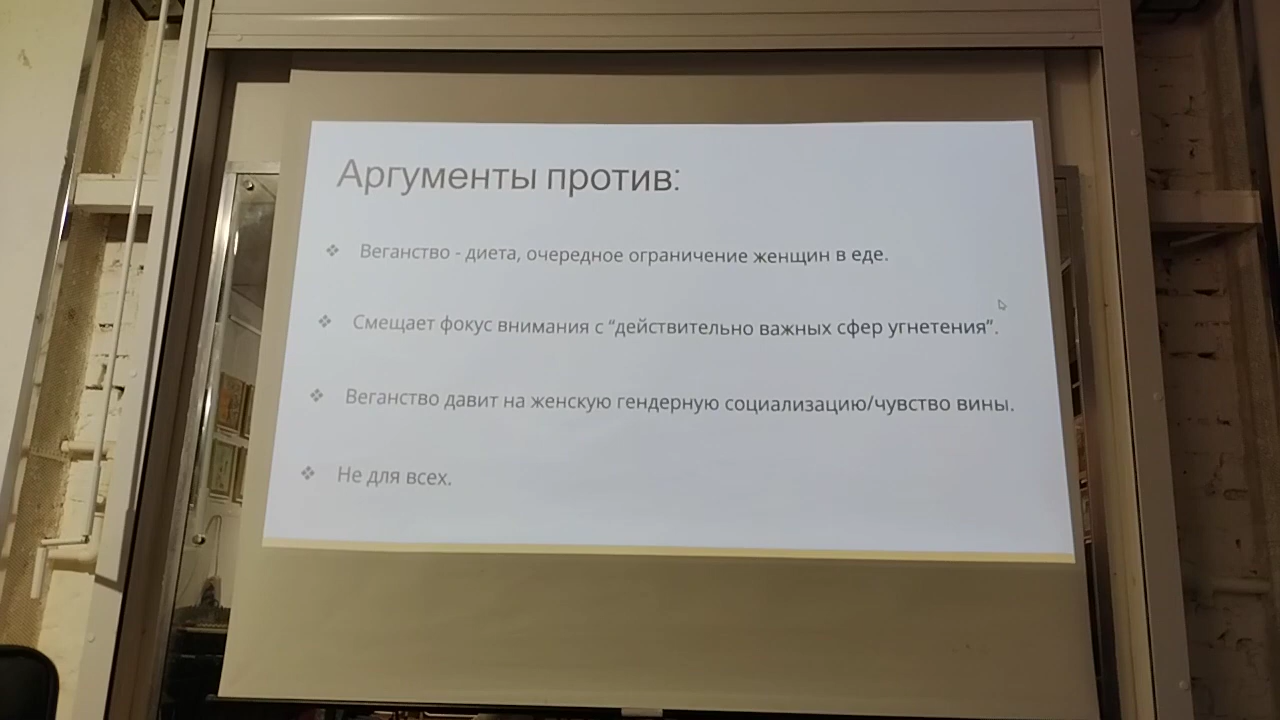 Аргументы против:
❖ Веганство - диета, очередное ограничение женщин в еде.
❖ Смещает фокус внимания с “действительно важных сфер угнетения”.
❖ Веганство давит на женскую гендерную социализацию/чувство вины.
❖ Не для всех.